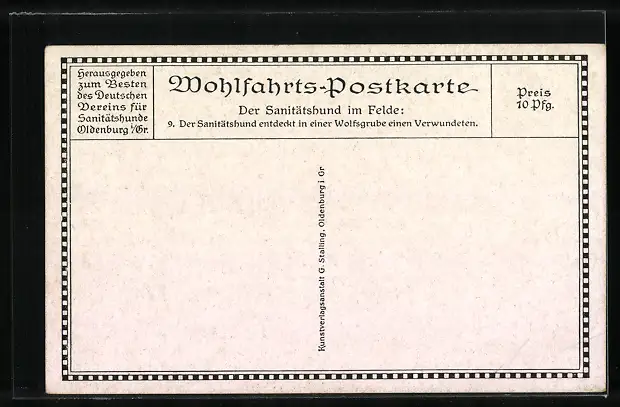 Herausgegeben
zum Besten
des Deutschen
Vereins für
Sanitätshunde
Oldenburg i/Gr.
Wohlfahrts-Postkarte
Der Sanitätshund im Felde:
9. Der Sanitätshund entdeckt in einer Wolfsgrube einen Verwundeten.
Preis
10 Pfg.
Kunstverlagsanstalt G. Stalling, Oldenburg i Gr